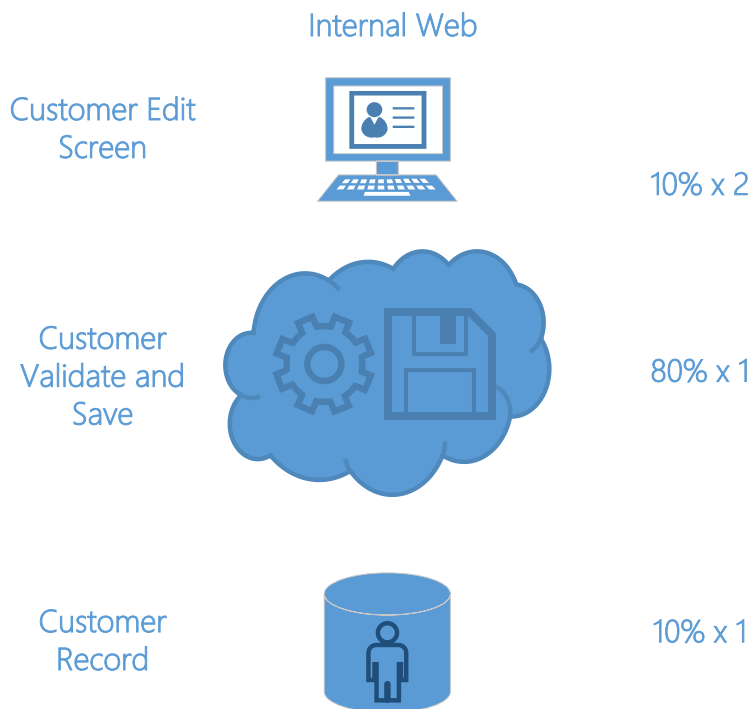 Internal Web
Customer Edit
Screen
10% x 2
Customer
Validate and
Save
80% x 1
Customer
Record
10% x 1